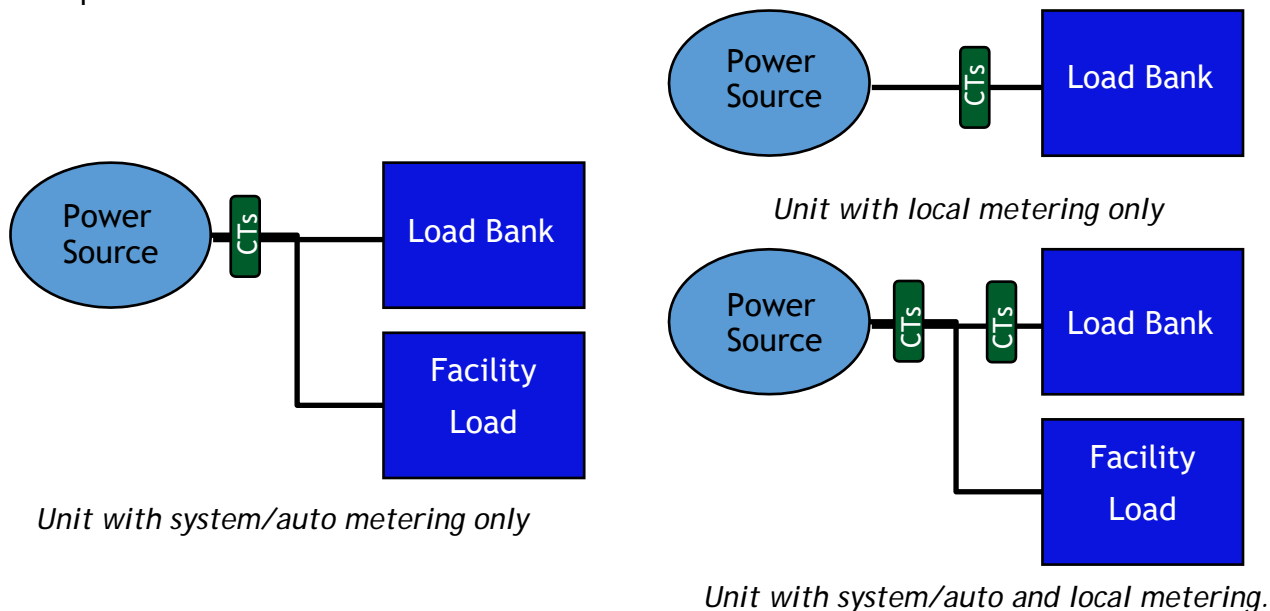 Power
Source
CTs
Load Bank
Facility
Load
Unit with system/auto metering only
Power
Source
CTs
Load Bank
Unit with local metering only
Power
Source
CTs
CTs
Load Bank
Facility
Load
Unit with system/auto and local metering.